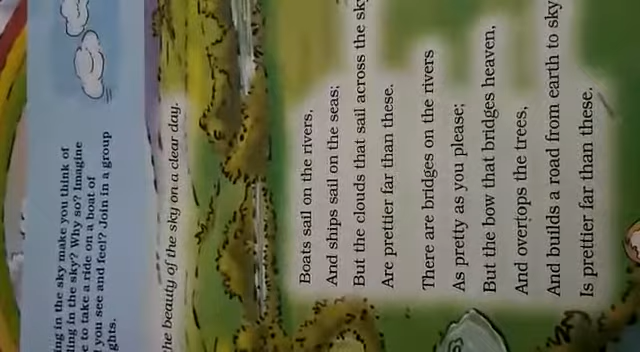 ing in the sky make you think of
ling in the sky? Why so? Imagine
e to take a ride on a boat of
you see and feel? Join in a group
ghts.
he beauty of the sky on a clear day.
Boats sail on the rivers,
And ships sail on the seas;
But the clouds that sail across the sky
Are prettier far than these.
There are bridges on the rivers
As pretty as you please;
But the bow that bridges heaven,
And overtops the trees,
And builds a road from earth to sky
Is prettier far than these.